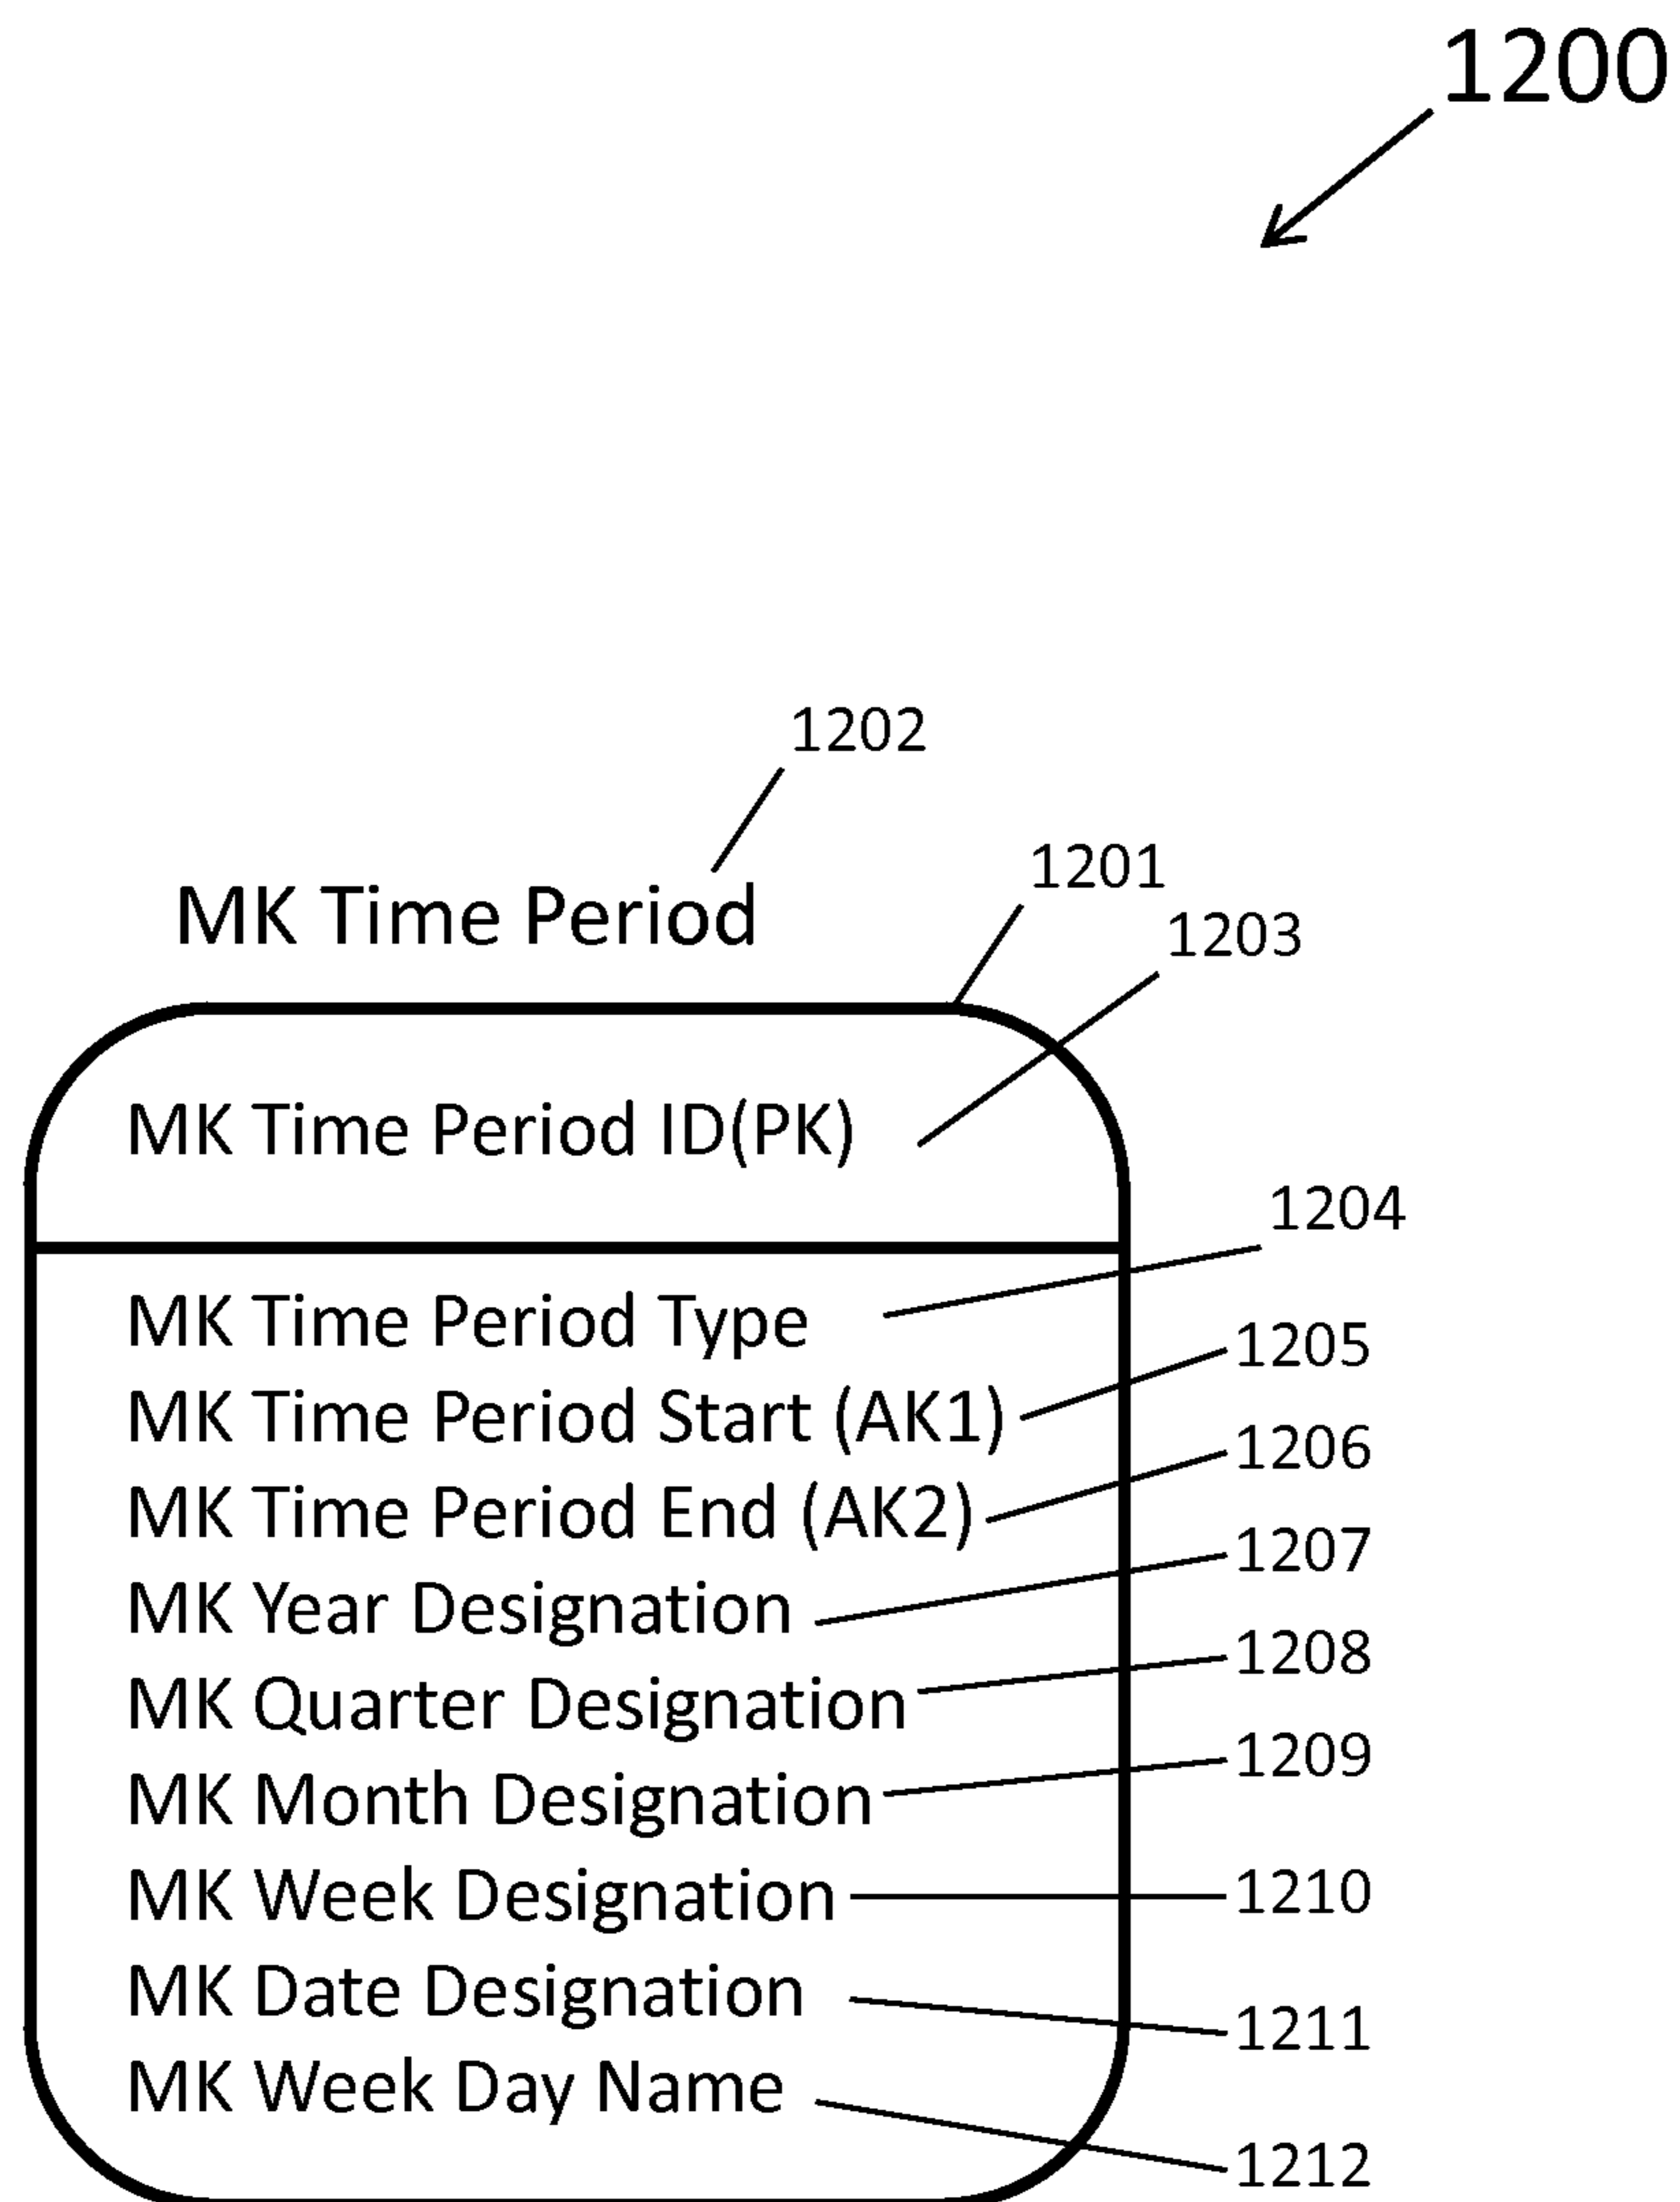 1200
1202
MK Time Period
1201
1203
MK Time Period ID(PK)
1204
MK Time Period Type
1205
MK Time Period Start (AK1)
1206
MK Time Period End (AK2)
1207
MK Year Designation
1208
MK Quarter Designation
1209
MK Month Designation
1210
MK Week Designation
1211
MK Date Designation
MK Week Day Name
1212